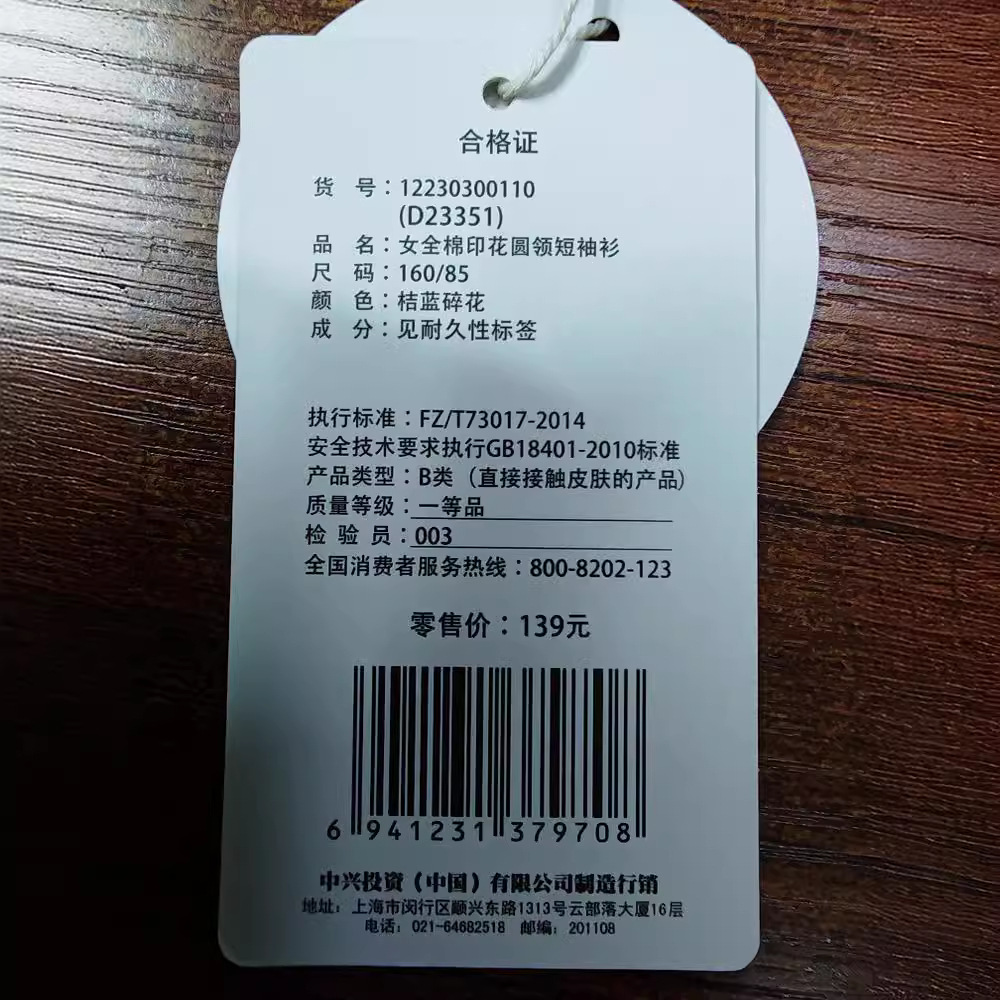 合格证
货 号：12230300110
(D23351)
品 名：女全棉印花圆领短袖衫
尺 码：160/85
颜 色：桔蓝碎花
成 分：见耐久性标签
执行标准：FZ/T73017-2014
安全技术要求执行GB18401-2010标准
产品类型：B类（直接接触皮肤的产品）
质量等级：一等品
检 验 员：003
全国消费者服务热线：800-8202-123
零售价：139元
6 941231 379708
中兴投资（中国）有限公司制造行销
地址：上海市闵行区顾兴东路1313号云部落大厦16层
电话：021-64682518 邮编：201108